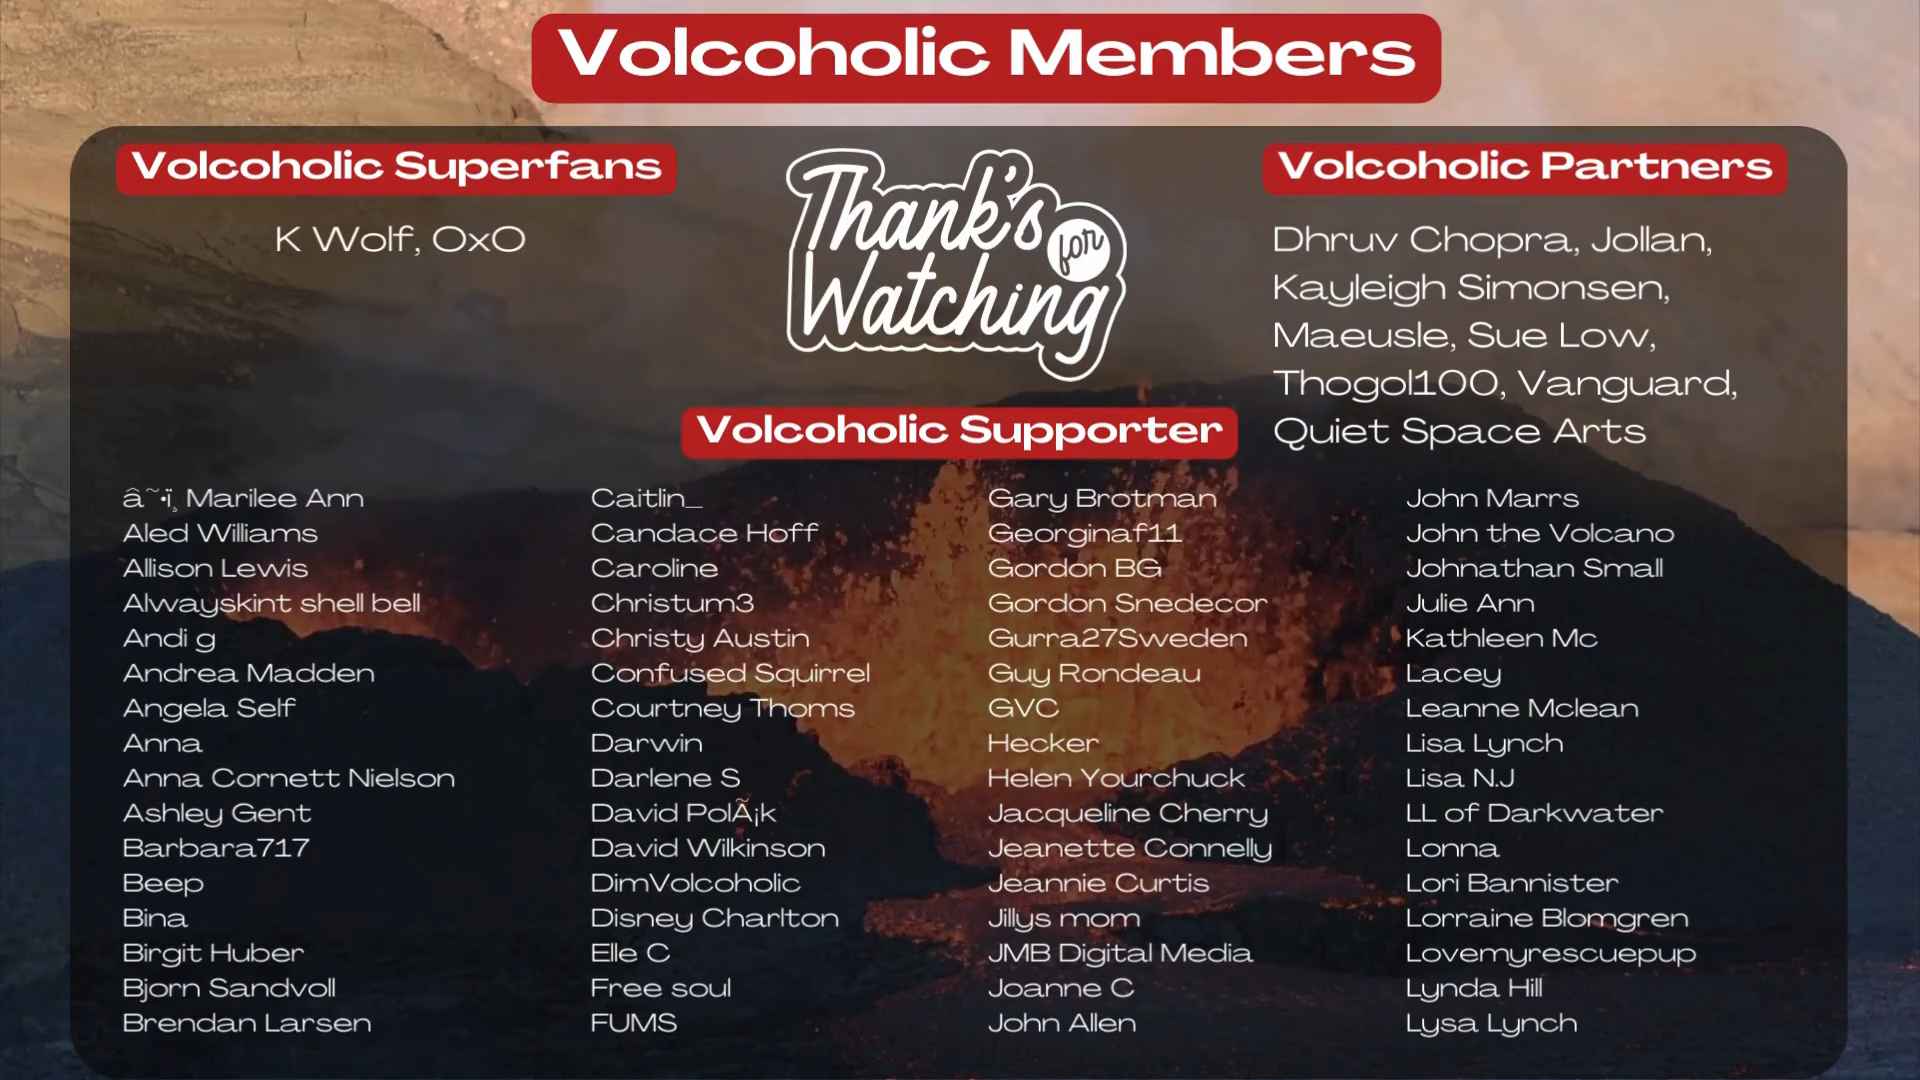 Volcoholic Members
Volcoholic Superfans
K Wolf, OxO
Thank's
for
Watching
Volcoholic Partners
Dhruv Chopra, Jollan,
Kayleigh Simonsen,
Maeusle, Sue Low,
Thogol100, Vanguard,
Quiet Space Arts
Volcoholic Supporter
â˜•ï¸ Marilee Ann
Aled Williams
Allison Lewis
Alwayskint shell bell
Andi g
Andrea Madden
Angela Self
Anna
Anna Cornett Nielson
Ashley Gent
Barbara717
Beep
Bina
Birgit Huber
Bjorn Sandvoll
Brendan Larsen
Caitlin_
Candace Hoff
Caroline
Christum3
Christy Austin
Confused Squirrel
Courtney Thoms
Darwin
Darlene S
David PolÃ¡k
David Wilkinson
DimVolcoholic
Disney Charlton
Elle C
Free soul
FUMS
Gary Brotman
Georginaf11
Gordon BG
Gordon Snedecor
Gurra27Sweden
Guy Rondeau
GVC
Hecker
Helen Yourchuck
Jacqueline Cherry
Jeanette Connelly
Jeannie Curtis
Jillys mom
JMB Digital Media
Joanne C
John Allen
John Marrs
John the Volcano
Johnathan Small
Julie Ann
Kathleen Mc
Lacey
Leanne Mclean
Lisa Lynch
Lisa N.J
LL of Darkwater
Lonna
Lori Bannister
Lorraine Blomgren
Lovemyrescuepup
Lynda Hill
Lysa Lynch